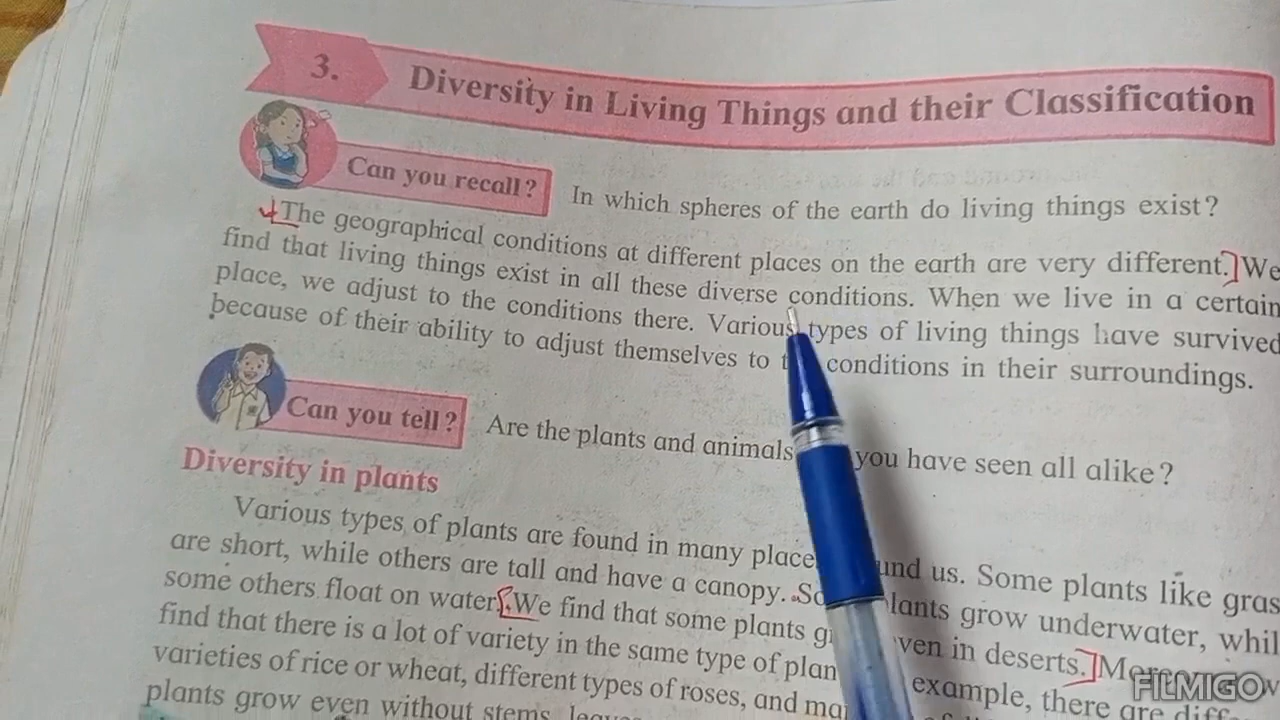 3.
Diversity in Living Things and their Classification
Can you recall?
In which spheres of the earth do living things exist?
The geographical conditions at different places on the earth are very different. We
find that living things exist in all these diverse conditions. When we live in a certain
place, we adjust to the conditions there. Various types of living things have survived
because of their ability to adjust themselves to conditions in their surroundings.
Can you tell?
Are the plants and animals you have seen all alike?
Diversity in plants
Various types of plants are found in many place und us. Some plants like gras
are short, while others are tall and have a canopy. So lants grow underwater, whil
some others float on water. We find that some plants g ven in deserts. Moreo
find that there is a lot of variety in the same type of plan example, there are diff
varieties of rice or wheat, different types of roses, and ma
plants grow even without stems, leav
FILMIGO